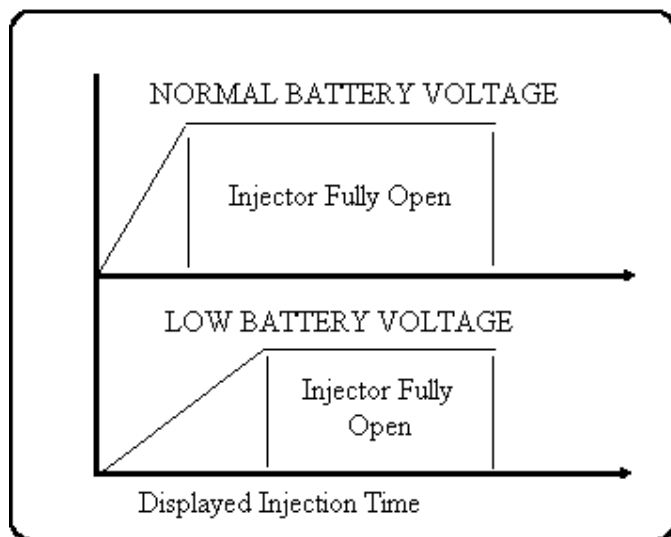 NORMAL BATTERY VOLTAGE
Injector Fully Open
LOW BATTERY VOLTAGE
Injector Fully
Open
Displayed Injection Time